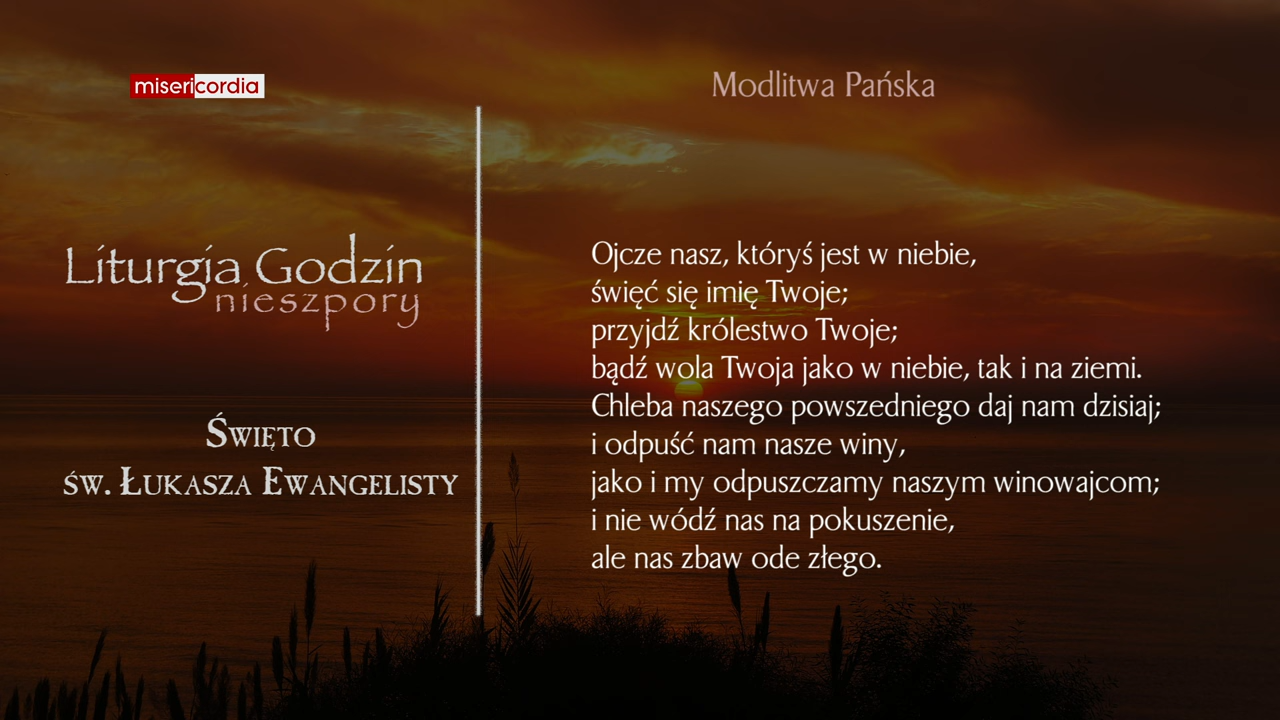 misericordia
Liturgia Godzin
nieszpory
Święto
św. Łukasza Ewangelisty
Modlitwa Pańska
Ojcze nasz, któryś jest w niebie,
święć się imię Twoje;
przyjdź królestwo Twoje;
bądź wola Twoja jako w niebie, tak i na ziemi.
Chleba naszego powszedniego daj nam dzisiaj;
i odpuść nam nasze winy,
jako i my odpuszczamy naszym winowajcom;
i nie wódź nas na pokuszenie,
ale nas zbaw ode złego.